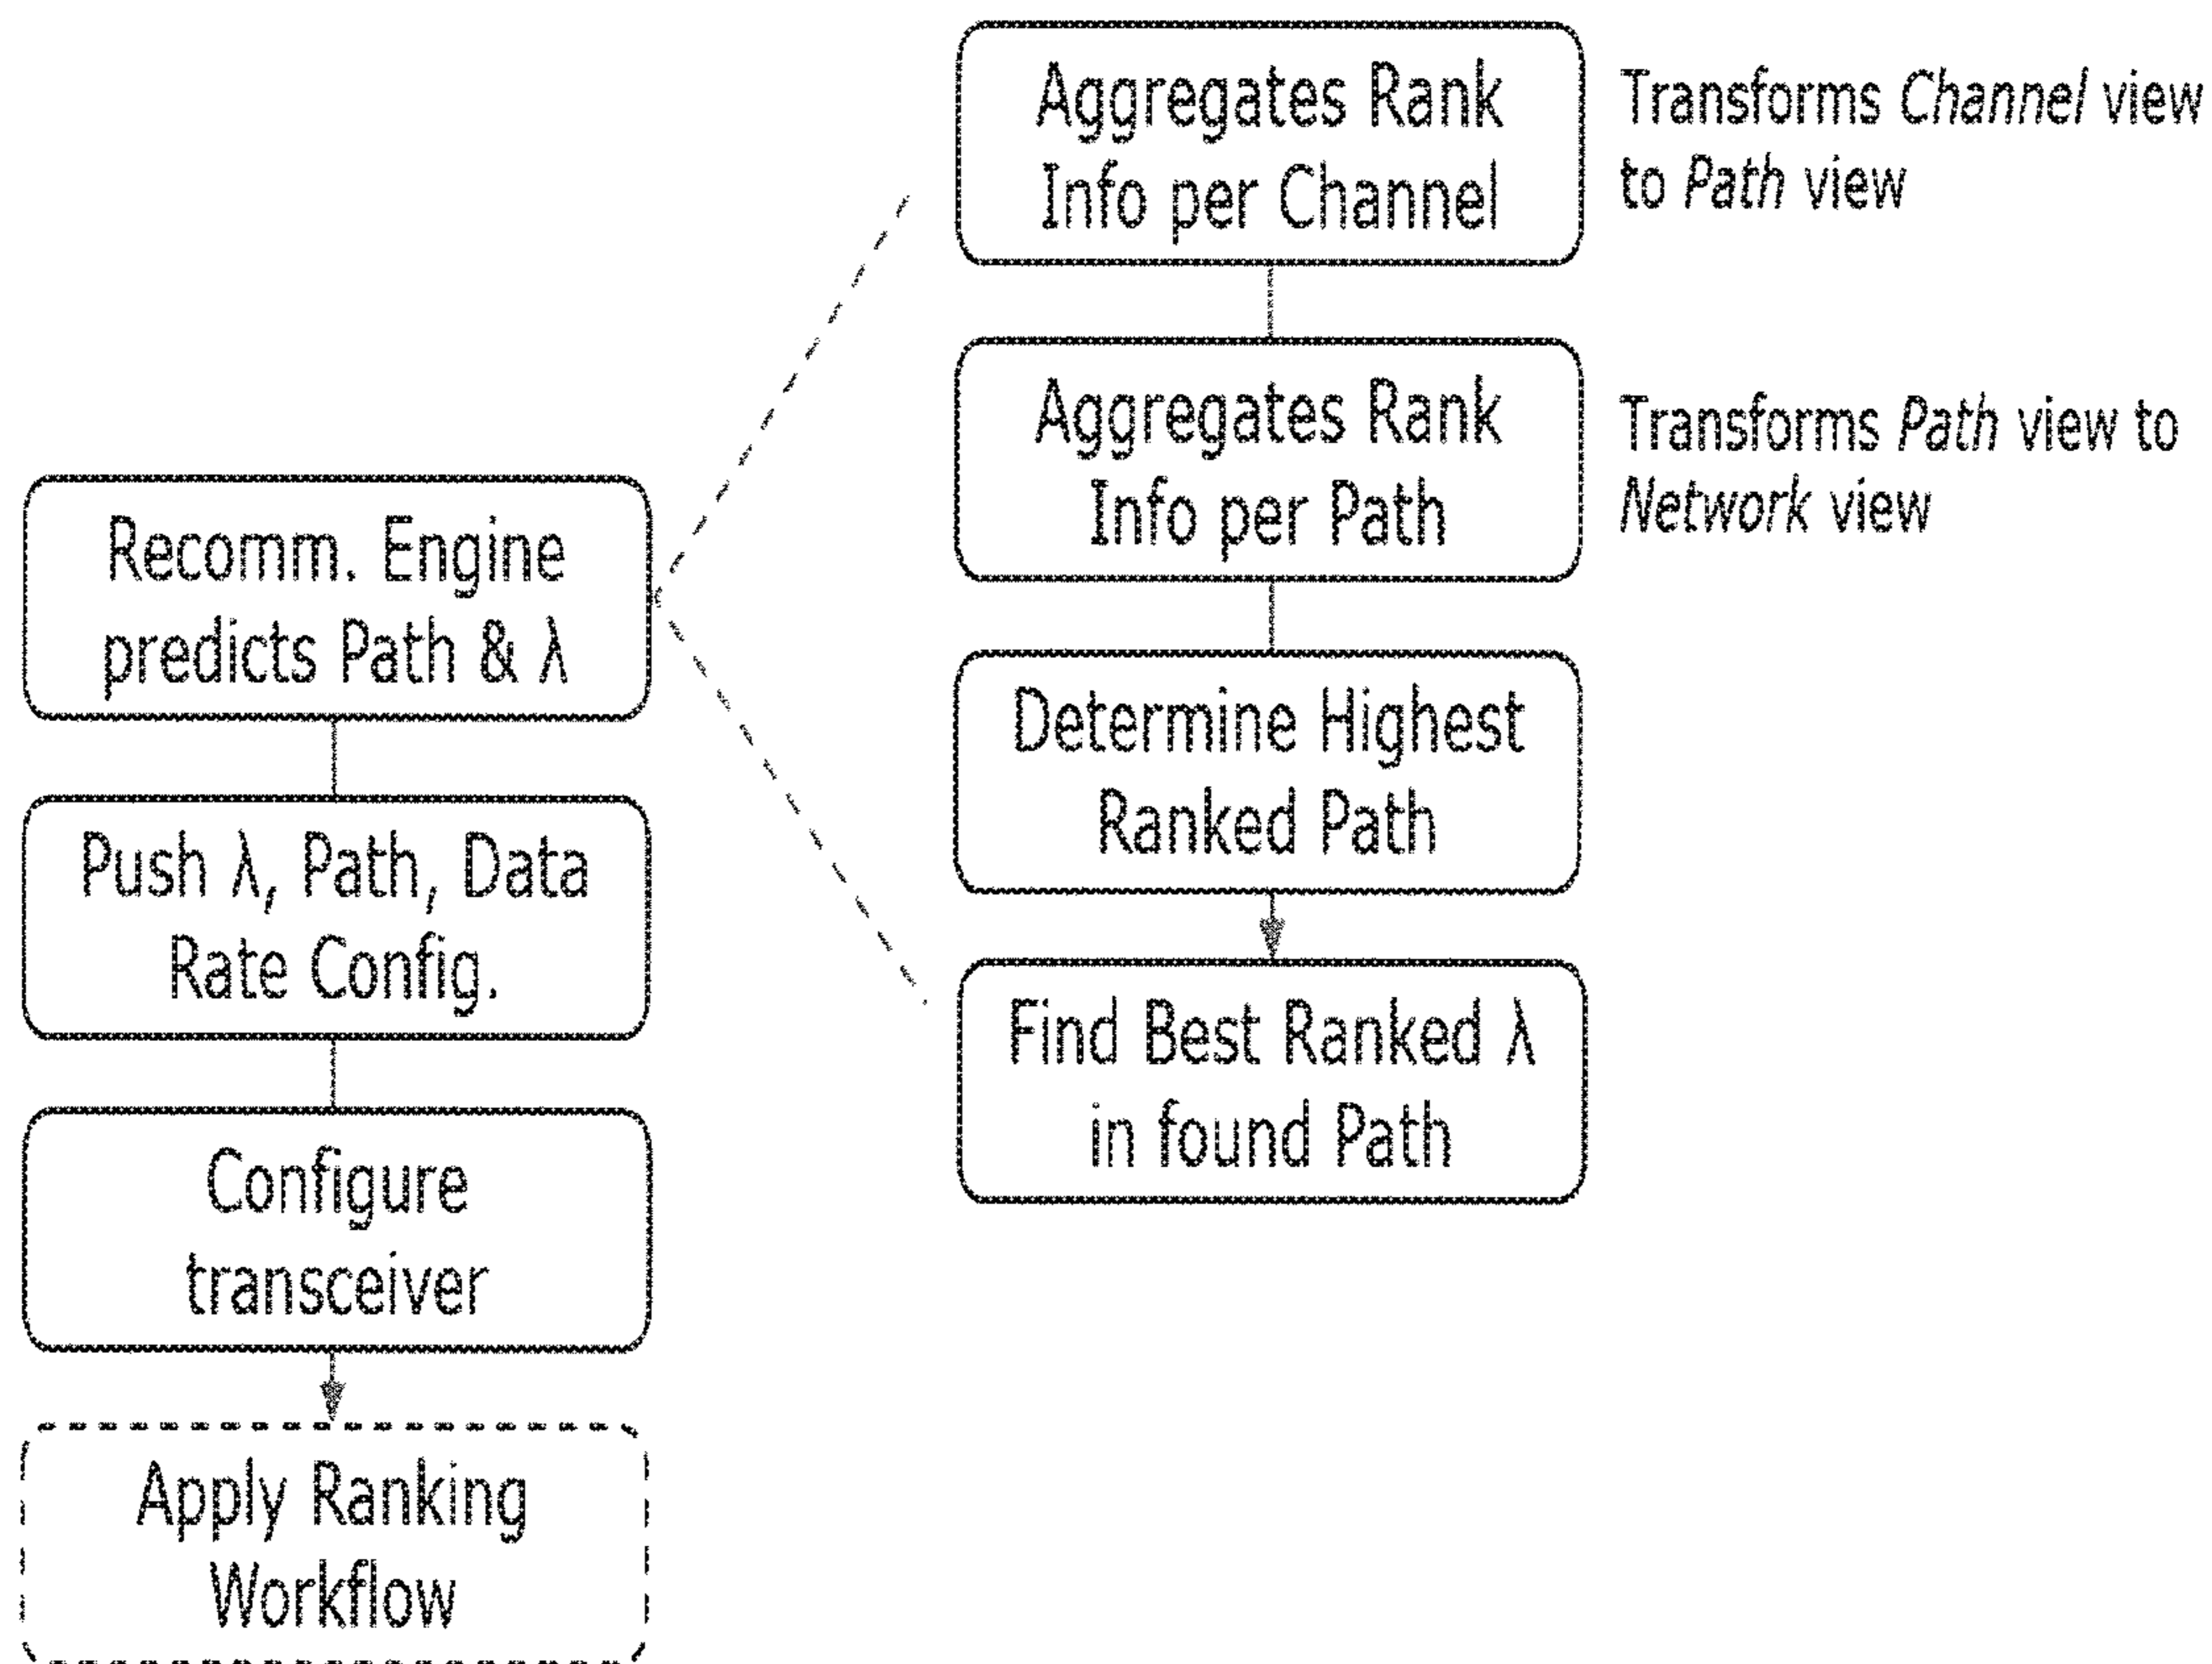 Aggregates Rank
Info per Channel
Transforms Channel view
to Path view
Aggregates Rank
Info per Path
Transforms Path view to
Network view
Determine Highest
Ranked Path
Find Best Ranked λ
in found Path
Recomm. Engine
predicts Path & λ
Push λ, Path, Data
Rate Config.
Configure
transceiver
Apply Ranking
Workflow